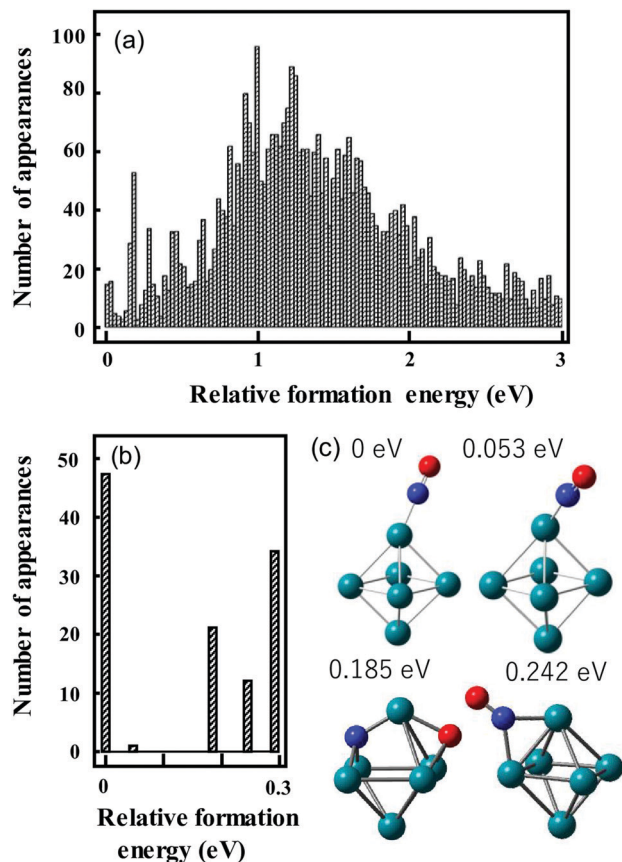 (a)
Number of appearances
100
80
60
40
20
0
0 1 2 3
Relative formation energy (eV)
(b)
Number of appearances
50
40
30
20
10
0
0 0.3
Relative formation
energy (eV)
(c) 0 eV 0.053 eV
0.185 eV 0.242 eV